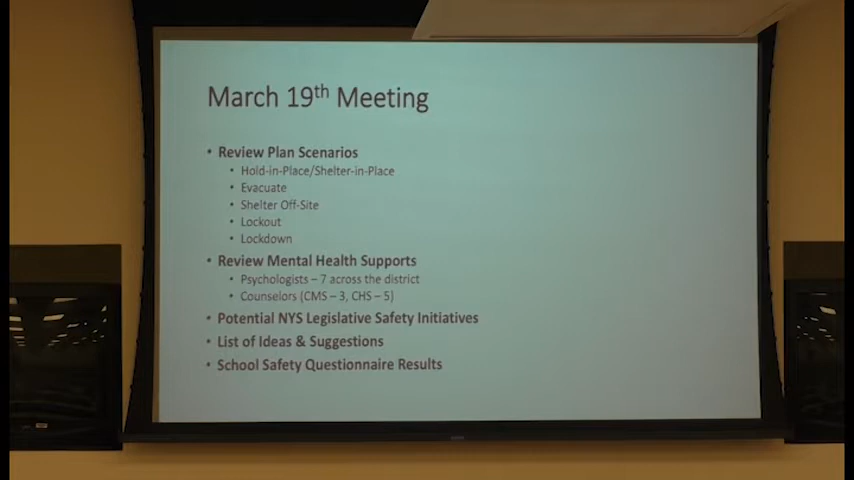 March 19th Meeting
• Review Plan Scenarios
• Hold-in-Place/Shelter-in-Place
• Evacuate
• Shelter Off-Site
• Lockout
• Lockdown
• Review Mental Health Supports
• Psychologists – 7 across the district
• Counselors (CMS – 3, CHS – 5)
• Potential NYS Legislative Safety Initiatives
• List of Ideas & Suggestions
• School Safety Questionnaire Results